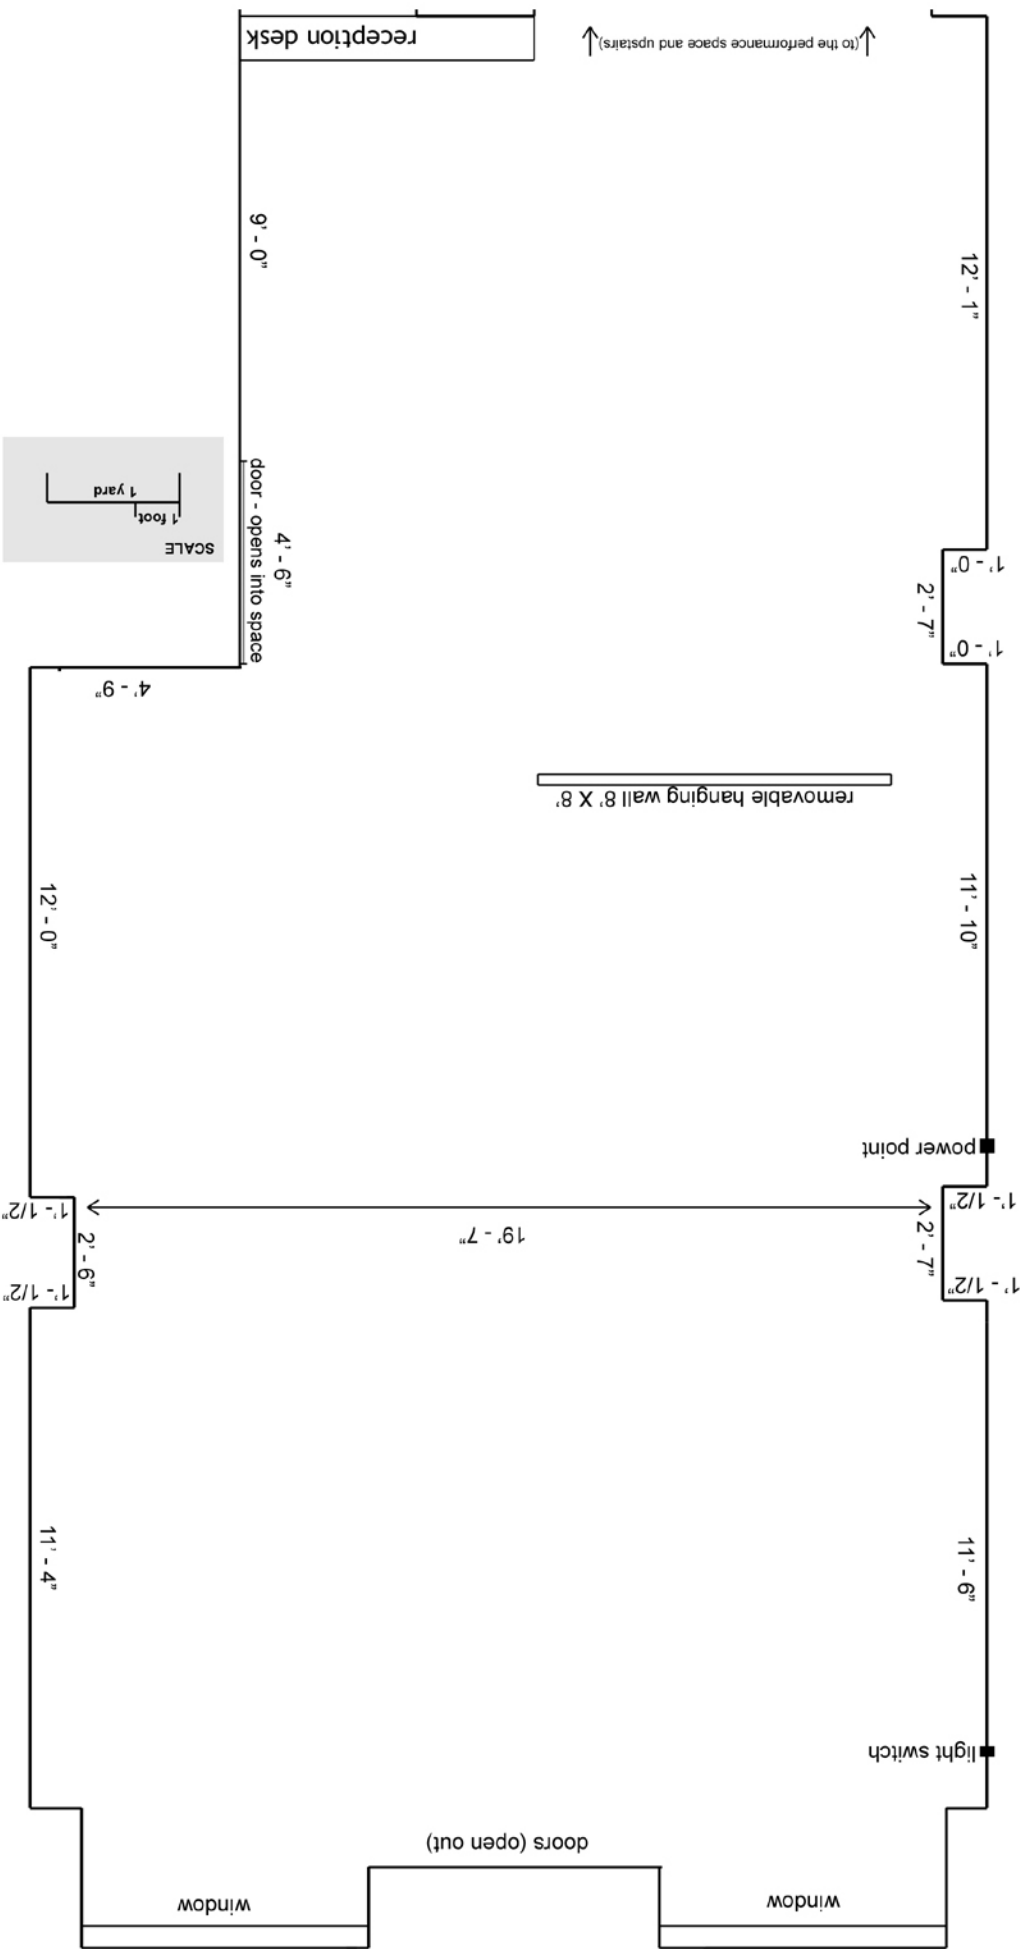 window
window
doors (open out)
light switch
11' - 6"
11' - 4"
1' - 1/2"
2' - 7"
1' - 1/2"
19' - 7"
1'- 1/2"
2' - 6"
1'- 1/2"
power point
11' - 10"
12' - 0"
removable hanging wall 8' X 8'
4' - 9"
1' - 0"
2' - 7"
1' - 0"
door - opens into space
4' - 6"
SCALE
1 foot
1 yard
12' - 1"
9' - 0"
(to the performance space and upstairs)
reception desk